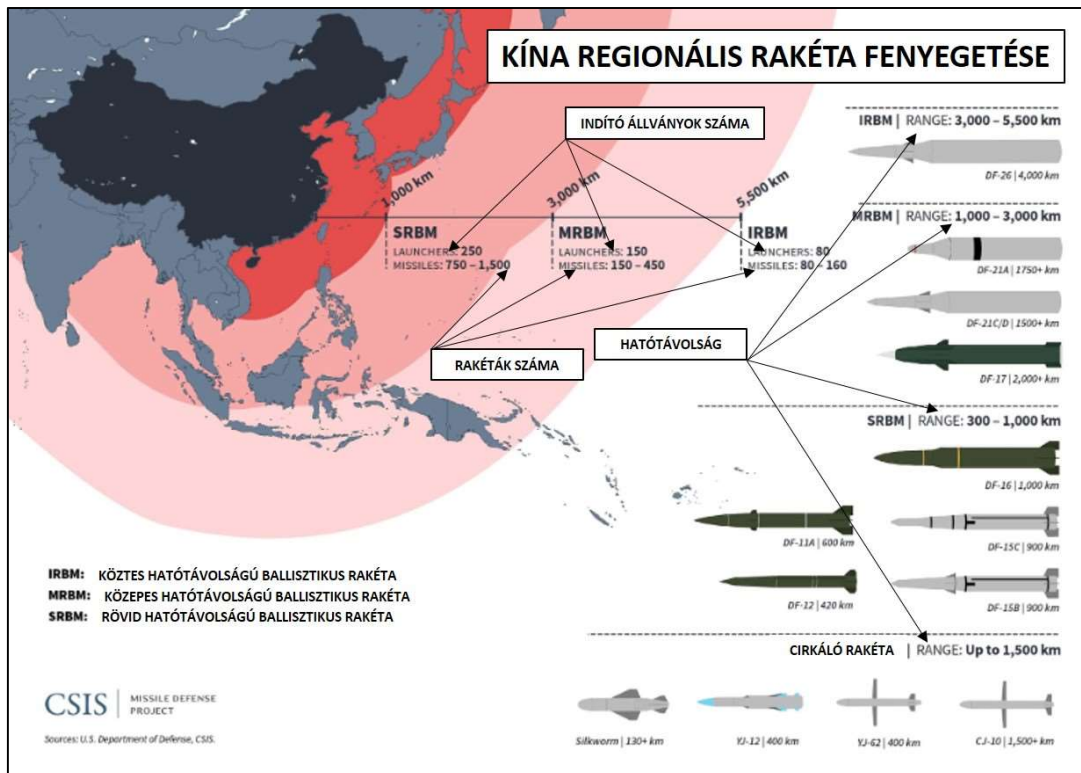 KÍNA REGIONÁLIS RAKÉTA FENYEGETÉSE
INDÍTÓ ÁLLVÁNYOK SZÁMA
1,000 km
3,000 km
5,500 km
SRBM
LAUNCHERS: 250
MISSILES: 750 – 1,500
MRBM
LAUNCHERS: 150
MISSILES: 150 – 450
IRBM
LAUNCHERS: 80
MISSILES: 80 – 160
RAKÉTÁK SZÁMA
HATÓTÁVOLSÁG
IRBM | RANGE: 3,000 – 5,500 km
DF-26 | 4,000 km
MRBM | RANGE: 1,000 – 3,000 km
DF-21A | 1750+ km
DF-21C/D | 1500+ km
DF-17 | 2,000+ km
SRBM | RANGE: 300 – 1,000 km
DF-16 | 1,000 km
DF-11A | 600 km
DF-15C | 900 km
DF-12 | 420 km
DF-15B | 900 km
CIRKÁLÓ RAKÉTA | RANGE: Up to 1,500 km
Silkworm | 130+ km
YJ-12 | 400 km
YJ-62 | 400 km
CJ-10 | 1,500+ km
IRBM: KÖZTES HATÓTÁVOLSÁGÚ BALLISZTIKUS RAKÉTA
MRBM: KÖZEPES HATÓTÁVOLSÁGÚ BALLISZTIKUS RAKÉTA
SRBM: RÖVID HATÓTÁVOLSÁGÚ BALLISZTIKUS RAKÉTA
CSIS | MISSILE DEFENSE
PROJECT
Sources: U.S. Department of Defense, CSIS.